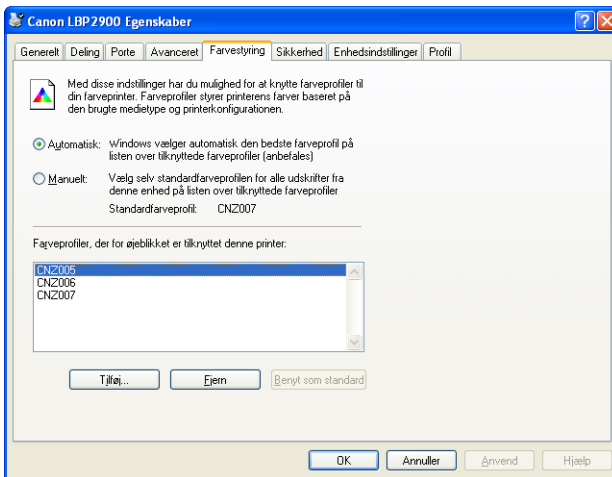 Canon LBP2900 Egenskaber
Generelt Deling Porte Avanceret Farvestyring Sikkerhed Enhedsindstillinger Profil
Med disse indstillinger har du mulighed for at knytte farveprofiler til
din farveprinter. Farveprofiler styrer printerens farver baseret på
den brugte medietype og printerkonfigurationen.
Automatisk: Windows vælger automatisk den bedste farveprofil på
listen over tilknyttede farveprofiler (anbefales)
Manuelt: Vælg selv standardfarveprofilen for alle udskrifter fra
denne enhed på listen over tilknyttede farveprofiler
Standardfarveprofil: CNZ007
Farveprofiler, der for øjeblikket er tilknyttet denne printer:
CNZ005
CNZ006
CNZ007
Tilføj... Fjern Benyt som standard
OK Annuller Anvend Hjælp